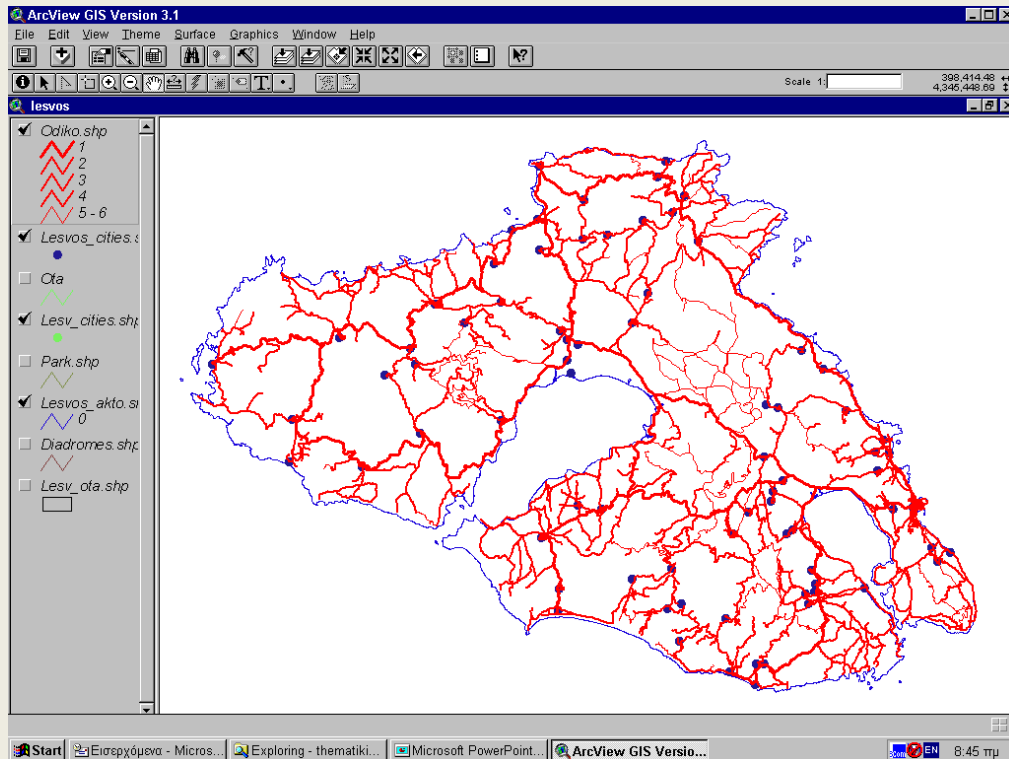 ArcView GIS Version 3.1
File Edit View Theme Surface Graphics Window Help
Scale 1:
398,414.48
4,345,448.69
lesvos
Odiko.shp
1
2
3
4
5 - 6
Lesvos_cities.s
Ota
Lesv_cities.shp
Park.shp
Lesvos_akto.sh
0
Diadromes.shp
Lesv_ota.shp
Start Εισερχόμενα - Micros... Exploring - thematiki... Microsoft PowerPoint... ArcView GIS Versio... EN 8:45 πμ